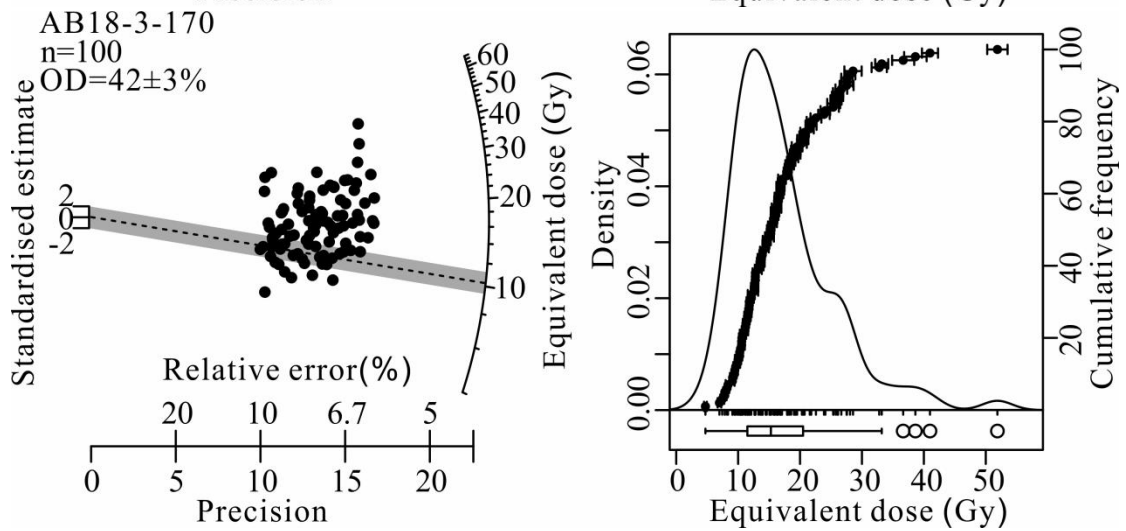 AB18-3-170
n=100
OD=42±3%
Standardised estimate
2
0
-2
60
50
40
30
20
10
Equivalent dose (Gy)
Relative error(%)
20 10 6.7 5
0 5 10 15 20
Precision
Equivalent dose (Gy)
Density
0.06
0.04
0.02
0.00
100
80
60
40
20
Cumulative frequency
0 10 20 30 40 50
Equivalent dose (Gy)